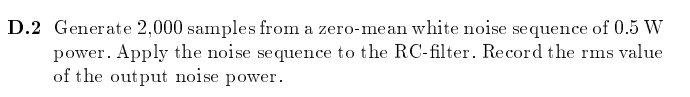 D.2 Generate 2,000 samples from a zero-mean white noise sequence of 0.5 W
power. Apply the noise sequence to the RC-filter. Record the rms value
of the output noise power.